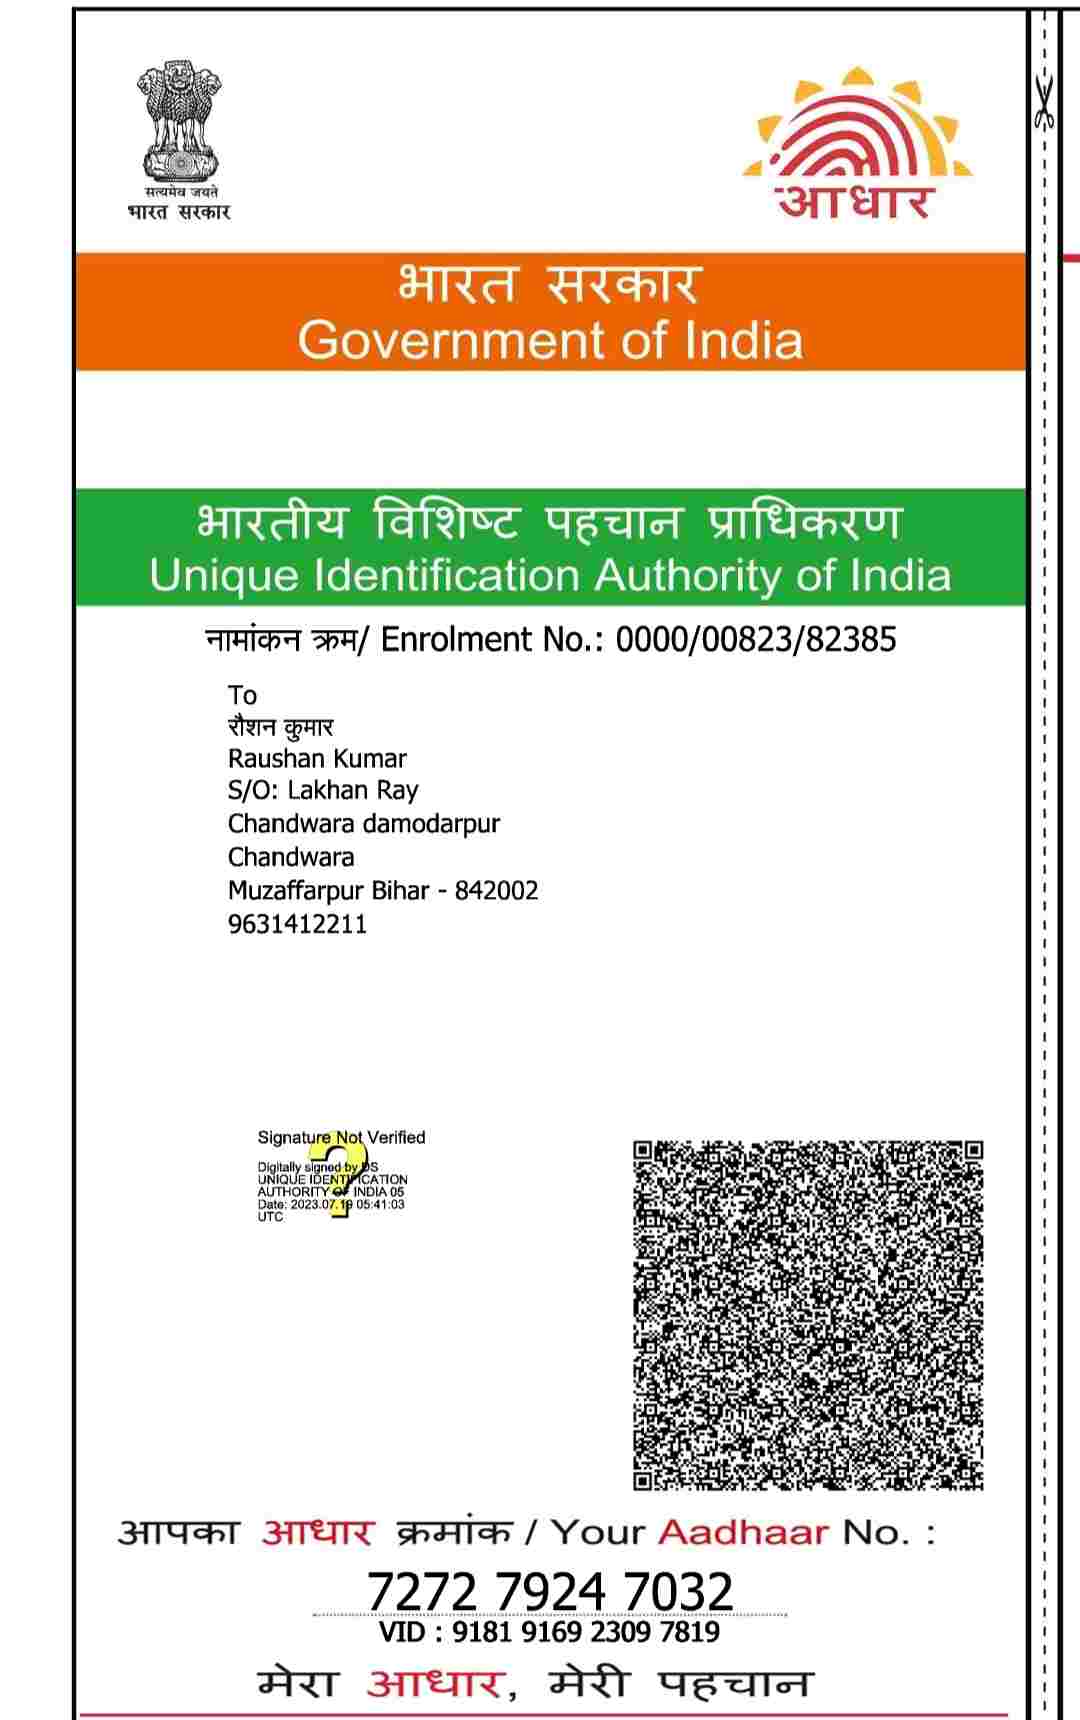 सत्यमेव जयते
भारत सरकार
आधार
भारत सरकार
Government of India
भारतीय विशिष्ट पहचान प्राधिकरण
Unique Identification Authority of India
नामांकन क्रम/ Enrolment No.: 0000/00823/82385
To
रौशन कुमार
Raushan Kumar
S/O: Lakhan Ray
Chandwara damodarpur
Chandwara
Muzaffarpur Bihar - 842002
9631412211
Signature Not Verified
Digitally signed by DS
UNIQUE IDENTIFICATION
AUTHORITY OF INDIA 05
Date: 2023.07.19 05:41:03
UTC
आपका आधार क्रमांक / Your Aadhaar No. :
7272 7924 7032
VID : 9181 9169 2309 7819
मेरा आधार, मेरी पहचान